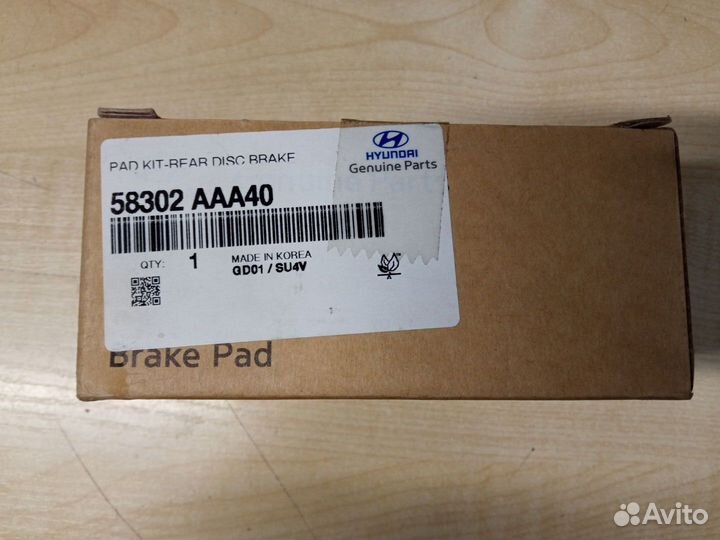 PAD KIT-REAR DISC BRAKE
HYUNDAI
Genuine Parts
58302 AAA40
QTY: 1
MADE IN KOREA
GD01 / SU4V
Brake Pad
Avito